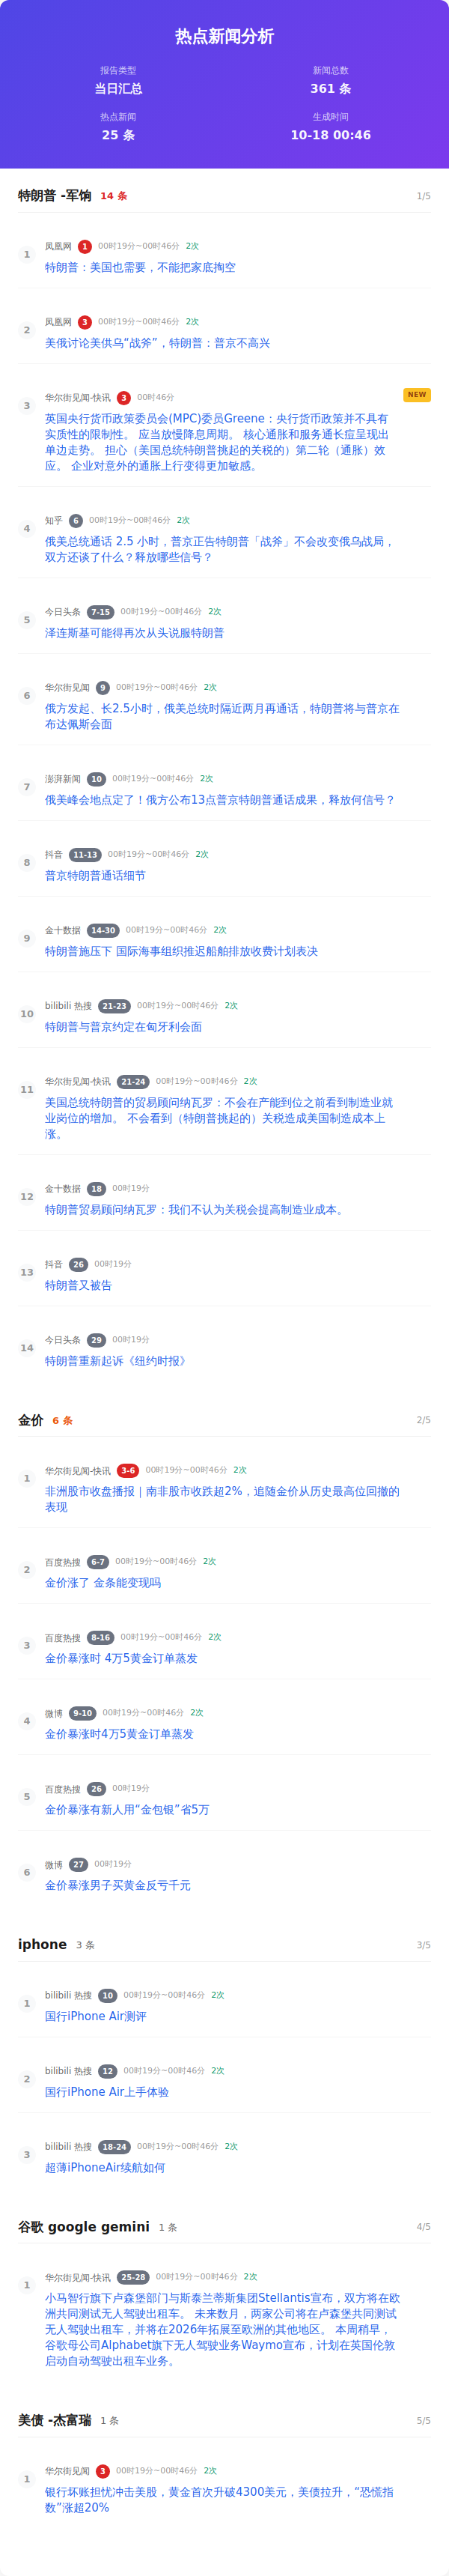 热点新闻分析
报告类型
当日汇总
新闻总数
361 条
热点新闻
25 条
生成时间
10-18 00:46
特朗普 -军饷 14 条 1/5
1
凤凰网 1 00时19分~00时46分 2次
特朗普：美国也需要，不能把家底掏空
2
凤凰网 3 00时19分~00时46分 2次
美俄讨论美供乌“战斧”，特朗普：普京不高兴
3
华尔街见闻-快讯 3 00时46分 NEW
英国央行货币政策委员会(MPC)委员Greene：央行货币政策并不具有
实质性的限制性。 应当放慢降息周期。 核心通胀和服务通长痘呈现出
单边走势。 担心（美国总统特朗普挑起的关税的）第二轮（通胀）效
应。 企业对意外的通胀上行变得更加敏感。
4
知乎 6 00时19分~00时46分 2次
俄美总统通话 2.5 小时，普京正告特朗普「战斧」不会改变俄乌战局，
双方还谈了什么？释放哪些信号？
5
今日头条 7-15 00时19分~00时46分 2次
泽连斯基可能得再次从头说服特朗普
6
华尔街见闻 9 00时19分~00时46分 2次
俄方发起、长2.5小时，俄美总统时隔近两月再通话，特朗普将与普京在
布达佩斯会面
7
澎湃新闻 10 00时19分~00时46分 2次
俄美峰会地点定了！俄方公布13点普京特朗普通话成果，释放何信号？
8
抖音 11-13 00时19分~00时46分 2次
普京特朗普通话细节
9
金十数据 14-30 00时19分~00时46分 2次
特朗普施压下 国际海事组织推迟船舶排放收费计划表决
10
bilibili 热搜 21-23 00时19分~00时46分 2次
特朗普与普京约定在匈牙利会面
11
华尔街见闻-快讯 21-24 00时19分~00时46分 2次
美国总统特朗普的贸易顾问纳瓦罗：不会在产能到位之前看到制造业就
业岗位的增加。 不会看到（特朗普挑起的）关税造成美国制造成本上
涨。
12
金十数据 18 00时19分
特朗普贸易顾问纳瓦罗：我们不认为关税会提高制造业成本。
13
抖音 26 00时19分
特朗普又被告
14
今日头条 29 00时19分
特朗普重新起诉《纽约时报》
金价 6 条 2/5
1
华尔街见闻-快讯 3-6 00时19分~00时46分 2次
非洲股市收盘播报｜南非股市收跌超2%，追随金价从历史最高位回撤的
表现
2
百度热搜 6-7 00时19分~00时46分 2次
金价涨了 金条能变现吗
3
百度热搜 8-16 00时19分~00时46分 2次
金价暴涨时 4万5黄金订单蒸发
4
微博 9-10 00时19分~00时46分 2次
金价暴涨时4万5黄金订单蒸发
5
百度热搜 26 00时19分
金价暴涨有新人用“金包银”省5万
6
微博 27 00时19分
金价暴涨男子买黄金反亏千元
iphone 3 条 3/5
1
bilibili 热搜 10 00时19分~00时46分 2次
国行iPhone Air测评
2
bilibili 热搜 12 00时19分~00时46分 2次
国行iPhone Air上手体验
3
bilibili 热搜 18-24 00时19分~00时46分 2次
超薄iPhoneAir续航如何
谷歌 google gemini 1 条 4/5
1
华尔街见闻-快讯 25-28 00时19分~00时46分 2次
小马智行旗下卢森堡部门与斯泰兰蒂斯集团Stellantis宣布，双方将在欧
洲共同测试无人驾驶出租车。 未来数月，两家公司将在卢森堡共同测试
无人驾驶出租车，并将在2026年拓展至欧洲的其他地区。 本周稍早，
谷歌母公司Alphabet旗下无人驾驶业务Waymo宣布，计划在英国伦敦
启动自动驾驶出租车业务。
美债 -杰富瑞 1 条 5/5
1
华尔街见闻 3 00时19分~00时46分 2次
银行坏账担忧冲击美股，黄金首次升破4300美元，美债拉升，“恐慌指
数”涨超20%